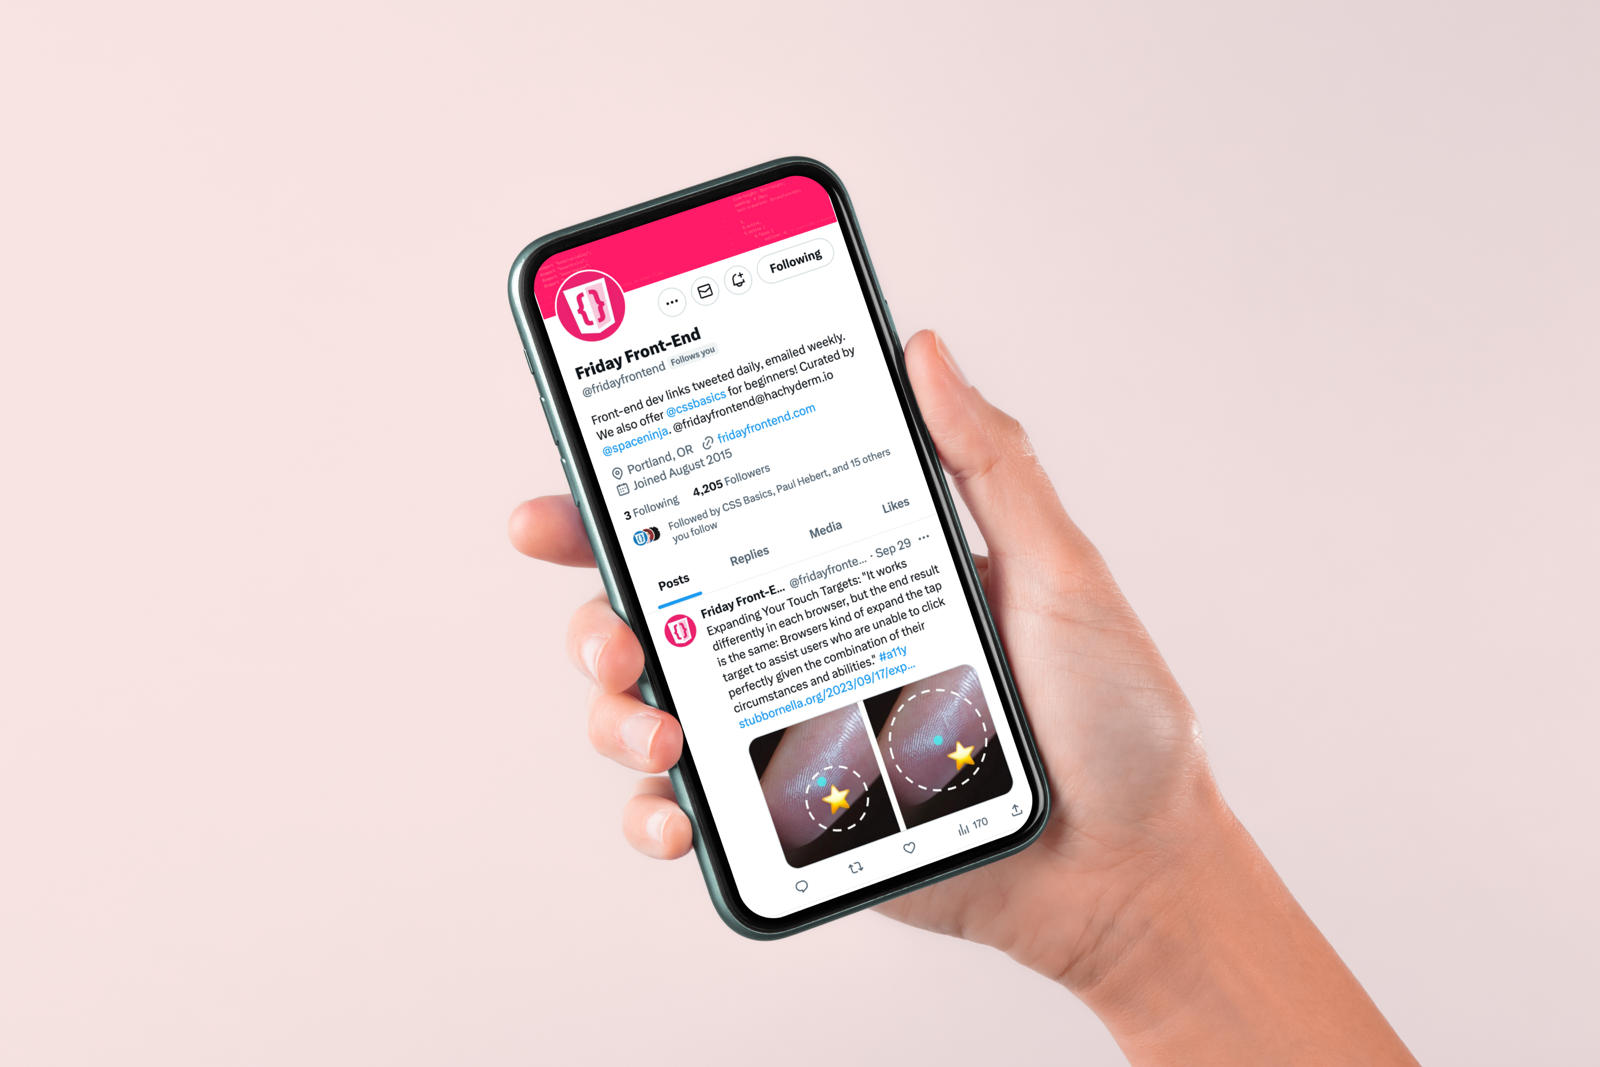 Following
Friday Front-End
@fridayfrontend Follows you
Front-end dev links tweeted daily, emailed weekly.
We also offer @cssbasics for beginners! Curated by
@spaceninja. @fridayfrontend@hachyderm.io
Portland, OR fridayfrontend.com
Joined August 2015
3 Following 4,205 Followers
Followed by CSS Basics, Paul Hebert, and 15 others
you follow
Posts Replies Media Likes
Friday Front-E... @fridayfronte... · Sep 29
Expanding Your Touch Targets: "It works
differently in each browser, but the end result
is the same: Browsers kind of expand the tap
target to assist users who are unable to click
perfectly given the combination of their
circumstances and abilities." #a11y
stubbornella.org/2023/09/17/exp...
170